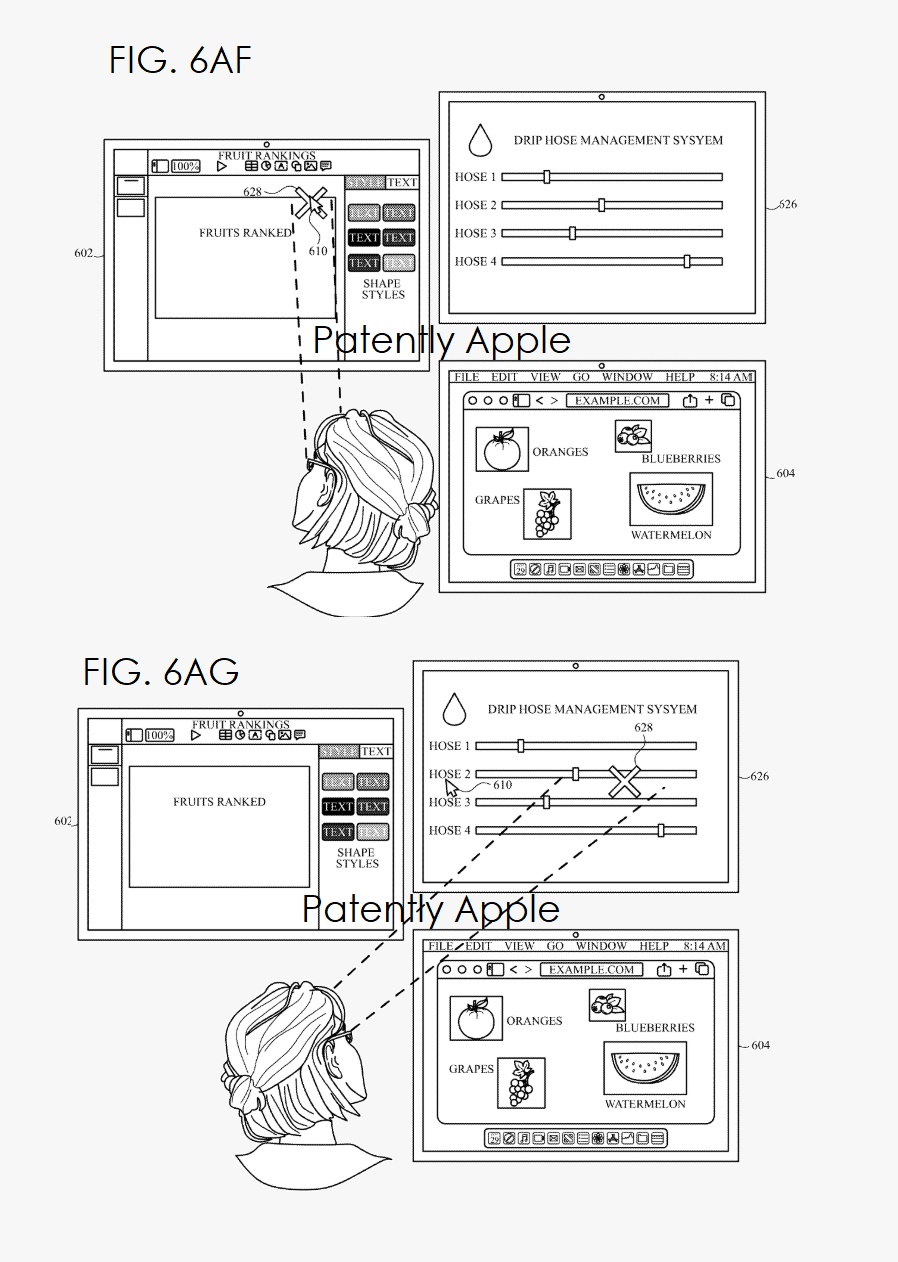 FIG. 6AF
FRUIT RANKINGS
100%
STYLE TEXT
628
FRUITS RANKED
610
TEXT TEXT
TEXT TEXT
TEXT TEXT
SHAPE
STYLES
602
DRIP HOSE MANAGEMENT SYSYEM
HOSE 1
HOSE 2
HOSE 3
HOSE 4
626
Patently Apple
FILE EDIT VIEW GO WINDOW HELP 8:14 AM
< > EXAMPLE.COM +
ORANGES
BLUEBERRIES
GRAPES
WATERMELON
29
604
FIG. 6AG
FRUIT RANKINGS
100%
STYLE TEXT
FRUITS RANKED
TEXT TEXT
TEXT TEXT
TEXT TEXT
SHAPE
STYLES
602
DRIP HOSE MANAGEMENT SYSYEM
628
HOSE 1
HOSE 2
610
HOSE 3
HOSE 4
626
Patently Apple
FILE EDIT VIEW GO WINDOW HELP 8:14 AM
< > EXAMPLE.COM +
ORANGES
BLUEBERRIES
GRAPES
WATERMELON
29
604